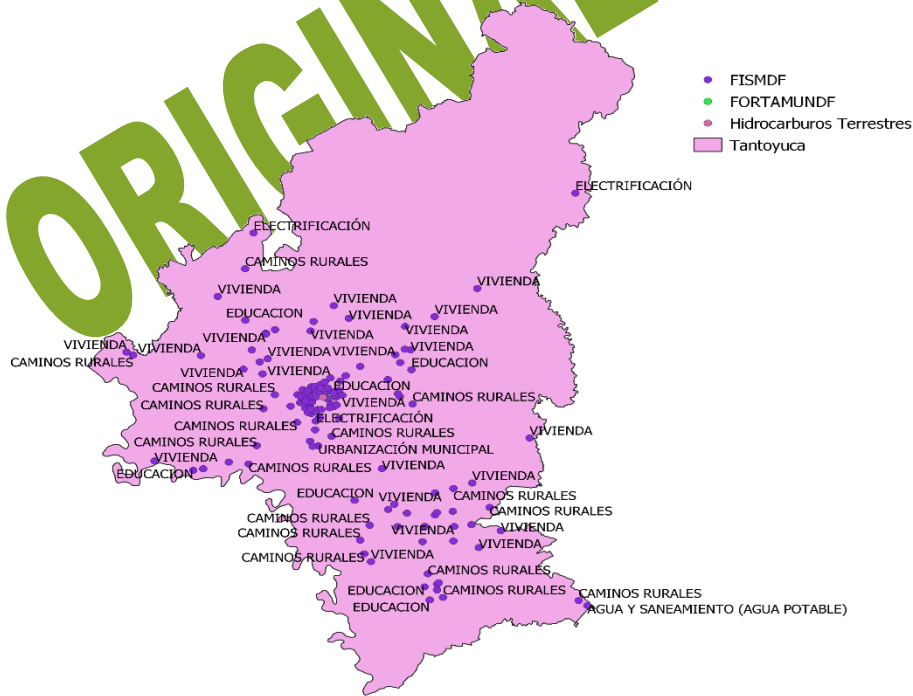 ORIGINAL
FISMDF
FORTAMUNDF
Hidrocarburos Terrestres
Tantoyuca
ELECTRIFICACIÓN
ELECTRIFICACIÓN
CAMINOS RURALES
VIVIENDA
VIVIENDA
VIVIENDA
EDUCACION
VIVIENDA
VIVIENDA
VIVIENDA
VIVIENDA
VIVIENDA
VIVIENDA
VIVIENDA
VIVIENDA
VIVIENDA
VIVIENDA
VIVIENDA
CAMINOS RURALES
EDUCACION
VIVIENDA
VIVIENDA
CAMINOS RURALES
EDUCACION
CAMINOS RURALES
CAMINOS RURALES
VIVIENDA
ELECTRIFICACIÓN
CAMINOS RURALES
CAMINOS RURALES
VIVIENDA
CAMINOS RURALES
URBANIZACIÓN MUNICIPAL
VIVIENDA
CAMINOS RURALES
VIVIENDA
EDUCACION
VIVIENDA
EDUCACION
VIVIENDA
CAMINOS RURALES
CAMINOS RURALES
CAMINOS RURALES
VIVIENDA
VIVIENDA
CAMINOS RURALES
VIVIENDA
CAMINOS RURALES
VIVIENDA
CAMINOS RURALES
EDUCACION
CAMINOS RURALES
CAMINOS RURALES
EDUCACION
AGUA Y SANEAMIENTO (AGUA POTABLE)